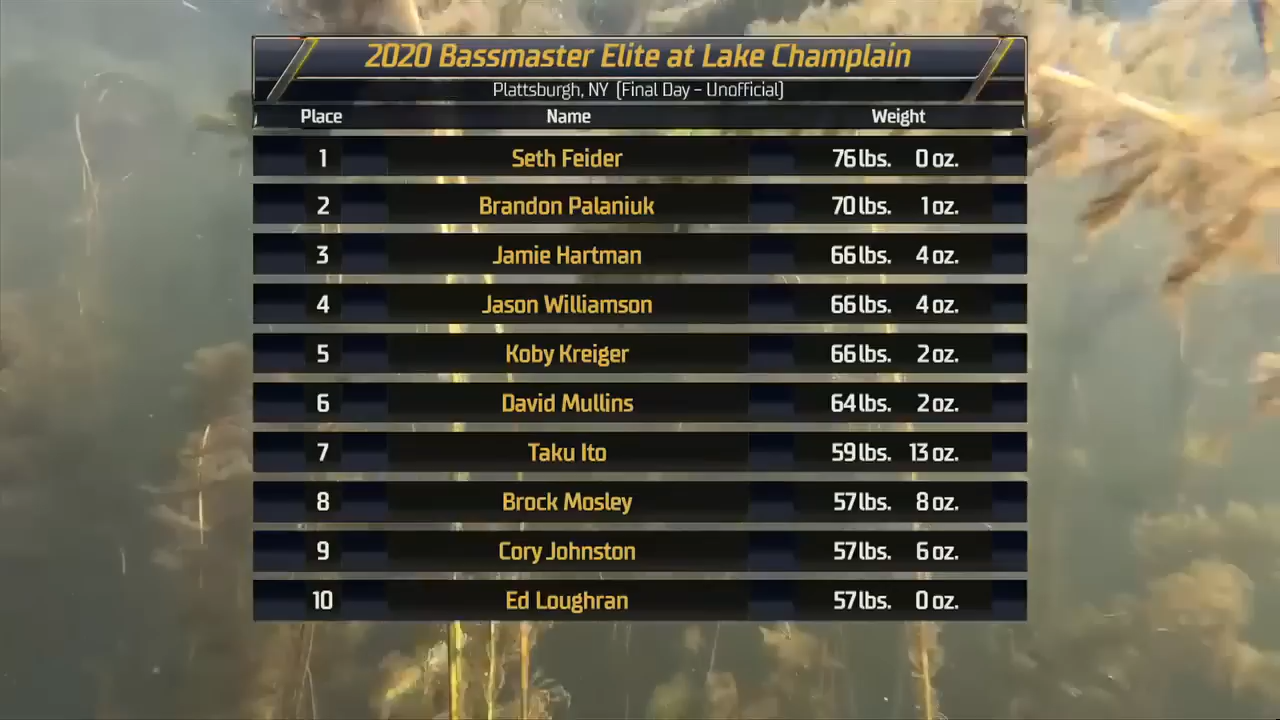 2020 Bassmaster Elite at Lake Champlain
Plattsburgh, NY [Final Day - Unofficial]
Place Name Weight
1 Seth Feider 76 lbs. 0 oz.
2 Brandon Palaniuk 70 lbs. 1 oz.
3 Jamie Hartman 66 lbs. 4 oz.
4 Jason Williamson 66 lbs. 4 oz.
5 Koby Kreiger 66 lbs. 2 oz.
6 David Mullins 64 lbs. 2 oz.
7 Taku Ito 59 lbs. 13 oz.
8 Brock Mosley 57 lbs. 8 oz.
9 Cory Johnston 57 lbs. 6 oz.
10 Ed Loughran 57 lbs. 0 oz.